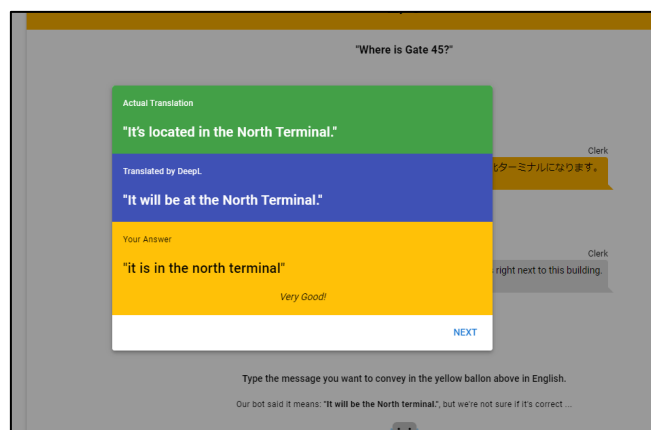 "Where is Gate 45?"
Actual Translation
"It's located in the North Terminal."
Clerk
ターミナルになります。
Translated by DeepL
"It will be at the North Terminal."
Your Answer
"it is in the north terminal"
Very Good!
Clerk
right next to this building.
NEXT
Type the message you want to convey in the yellow ballon above in English.
Our bot said it means: "It will be the North terminal.", but we're not sure if it's correct ...